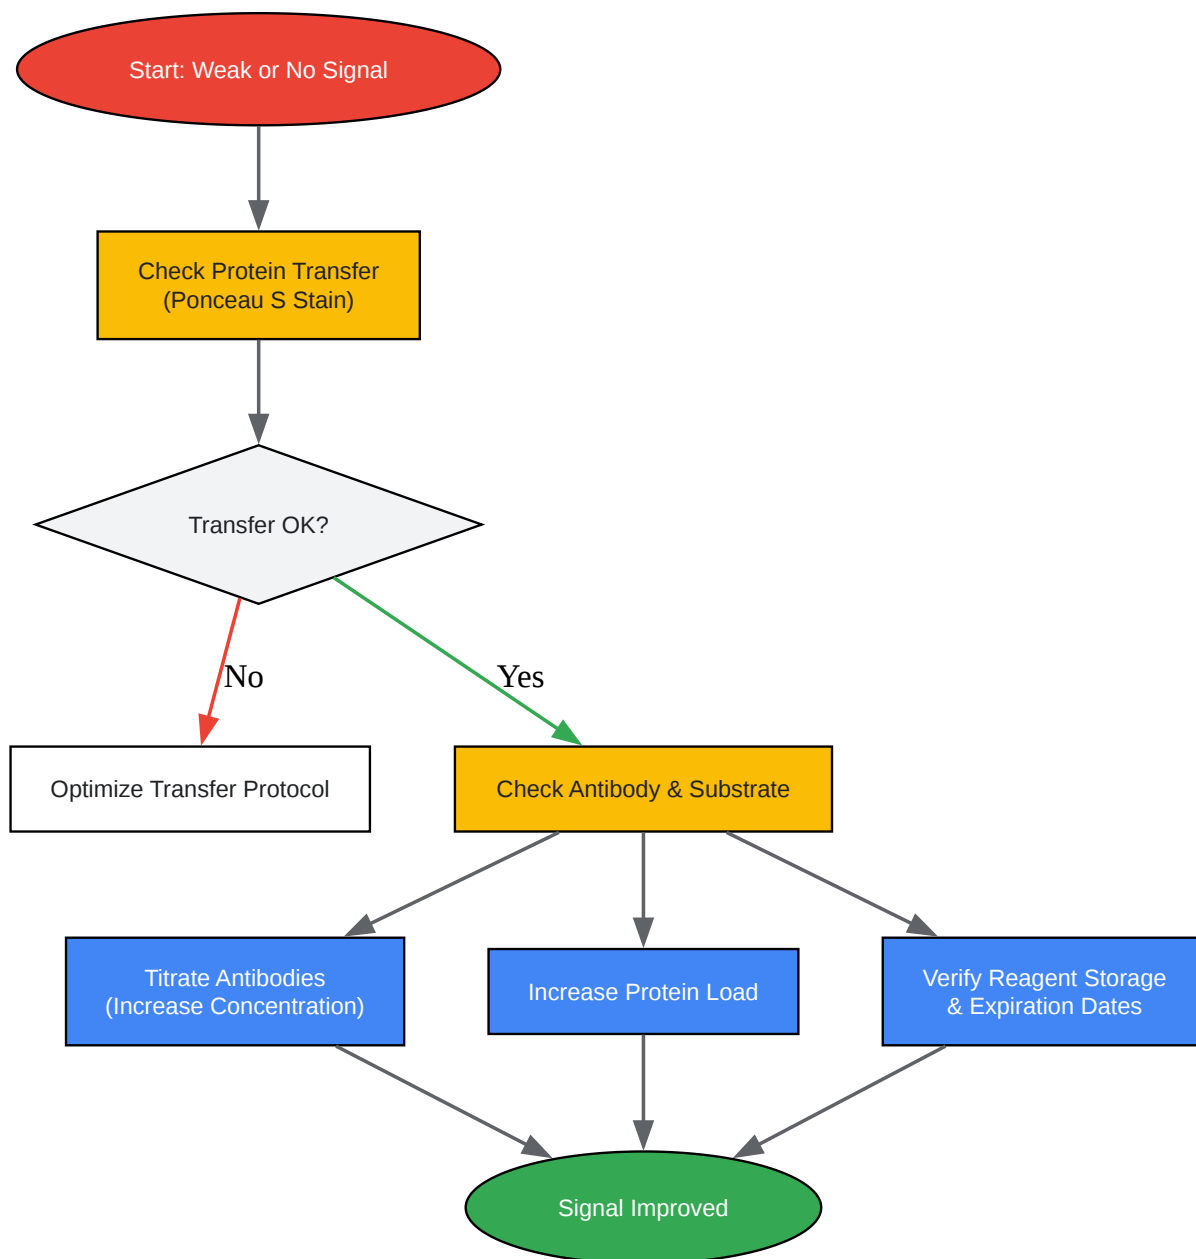 Start: Weak or No Signal
Check Protein Transfer
(Ponceau S Stain)
Transfer OK?
No
Yes
Optimize Transfer Protocol
Check Antibody & Substrate
Titrate Antibodies
(Increase Concentration)
Increase Protein Load
Verify Reagent Storage
& Expiration Dates
Signal Improved